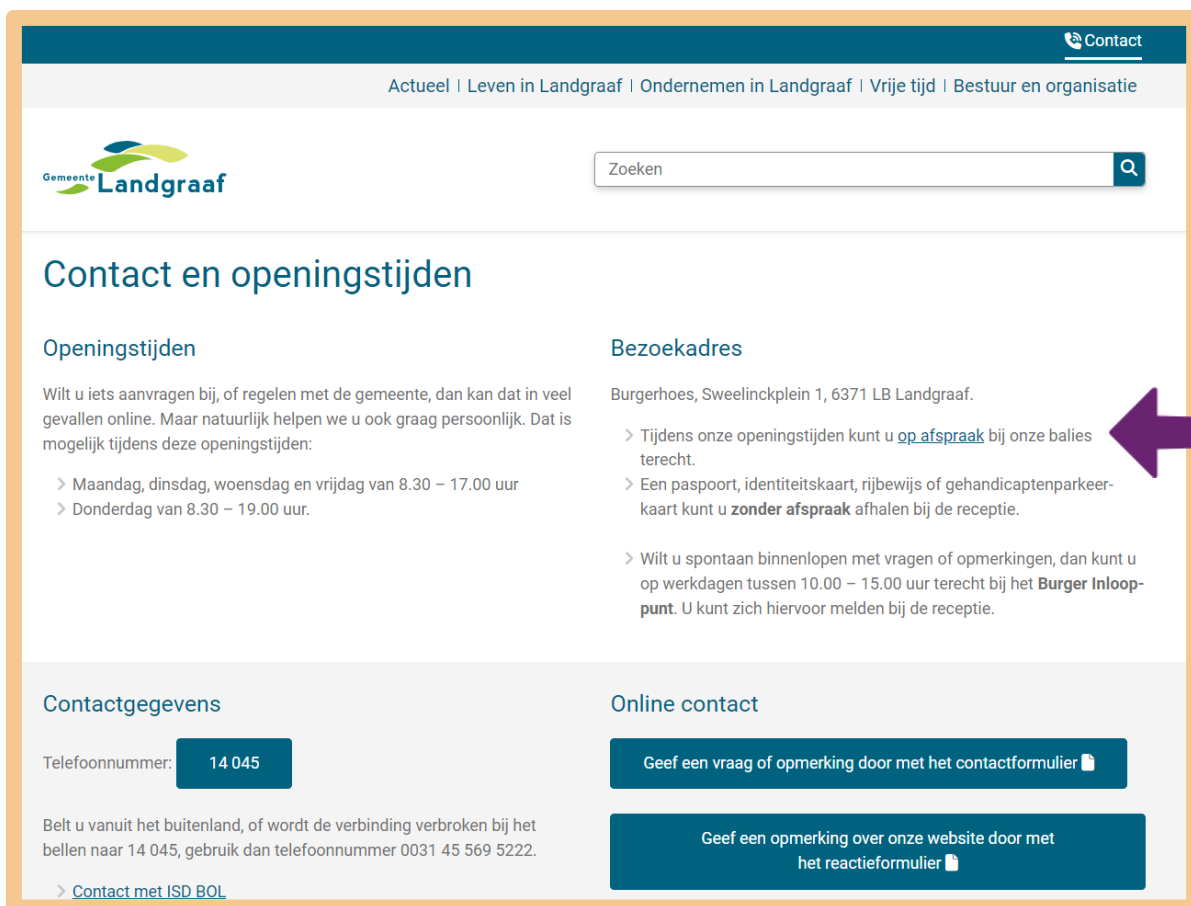 Contact
Actueel | Leven in Landgraaf | Ondernemen in Landgraaf | Vrije tijd | Bestuur en organisatie
Gemeente Landgraaf
Zoeken
Contact en openingstijden
Openingstijden
Wilt u iets aanvragen bij, of regelen met de gemeente, dan kan dat in veel
gevallen online. Maar natuurlijk helpen we u ook graag persoonlijk. Dat is
mogelijk tijdens deze openingstijden:
Maandag, dinsdag, woensdag en vrijdag van 8.30 – 17.00 uur
Donderdag van 8.30 – 19.00 uur.
Bezoekadres
Burgerhoes, Sweelinckplein 1, 6371 LB Landgraaf.
Tijdens onze openingstijden kunt u op afspraak bij onze balies
terecht.
Een paspoort, identiteitskaart, rijbewijs of gehandicaptenparkeer-
kaart kunt u zonder afspraak afhalen bij de receptie.
Wilt u spontaan binnenlopen met vragen of opmerkingen, dan kunt u
op werkdagen tussen 10.00 – 15.00 uur terecht bij het Burger Inloop-
punt. U kunt zich hiervoor melden bij de receptie.
Contactgegevens
Telefoonnummer: 14 045
Belt u vanuit het buitenland, of wordt de verbinding verbroken bij het
bellen naar 14 045, gebruik dan telefoonnummer 0031 45 569 5222.
Contact met ISD BOL
Online contact
Geef een vraag of opmerking door met het contactformulier
Geef een opmerking over onze website door met
het reactieformulier